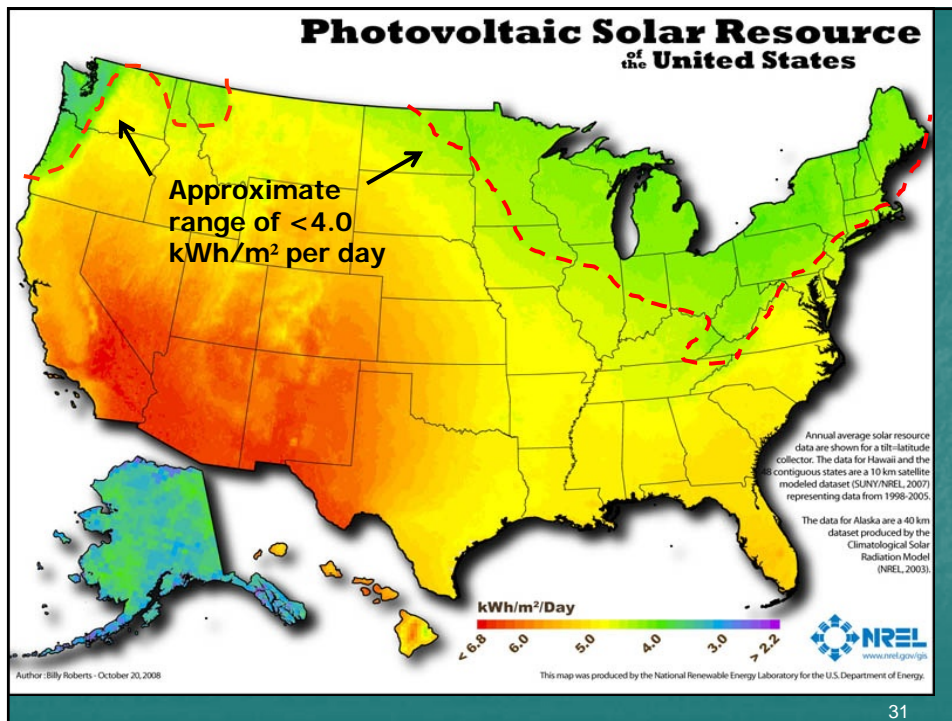 Photovoltaic Solar Resource
of the United States
Approximate
range of <4.0
kWh/m² per day
Annual average solar resource
data are shown for a tilt=latitude
collector. The data for Hawaii and the
48 contiguous states are a 10 km satellite
modeled dataset (SUNY/NREL, 2007)
representing data from 1998-2005.
The data for Alaska are a 40 km
dataset produced by the
Climatological Solar
Radiation Model
(NREL, 2003).
kWh/m²/Day
< 6.8 6.0 5.0 4.0 3.0 > 2.2
NREL
www.nrel.gov/gis
Author : Billy Roberts - October 20, 2008
This map was produced by the National Renewable Energy Laboratory for the U.S. Department of Energy.
31